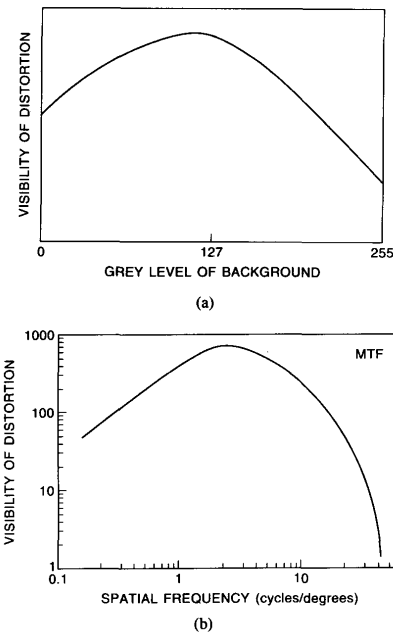 VISIBILITY OF DISTORTION
0
127
255
GREY LEVEL OF BACKGROUND
(a)
1000
MTF
100
10
1
VISIBILITY OF DISTORTION
0.1
1
10
SPATIAL FREQUENCY (cycles/degrees)
(b)